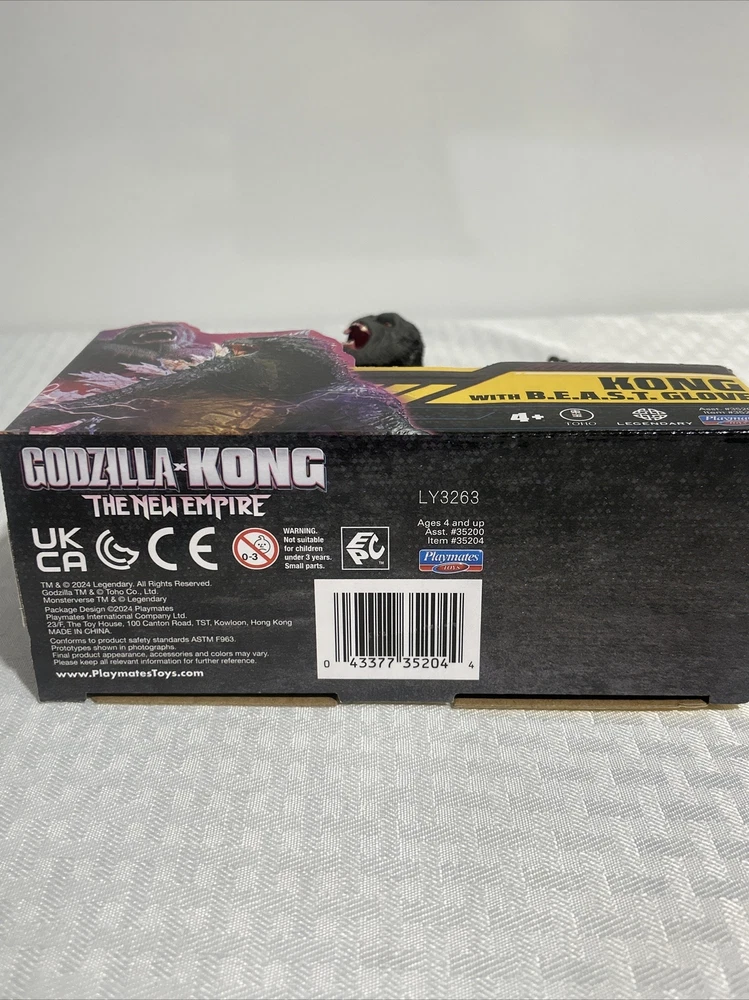 KONG
WITH B.E.A.S.T. GLOVE
4+
TOHO
LEGENDARY
GODZILLA x KONG
THE NEW EMPIRE
LY3263
UK
CA
CE
0-3
WARNING.
Not suitable
for children
under 3 years.
Small parts.
EPC
TM
Ages 4 and up
Asst. #35200
Item #35204
Playmates
TOYS
TM & © 2024 Legendary. All Rights Reserved.
Godzilla TM & © Toho Co., Ltd.
Monsterverse TM & © Legendary
Package Design ©2024 Playmates
Playmates International Company Ltd.
23/F, The Toy House, 100 Canton Road, TST, Kowloon, Hong Kong
MADE IN CHINA.
Conforms to product safety standards ASTM F963.
Prototypes shown in photographs.
Final product appearance, accessories and colors may vary.
Please keep all relevant information for further reference.
www.PlaymatesToys.com
0 43377 35204 4